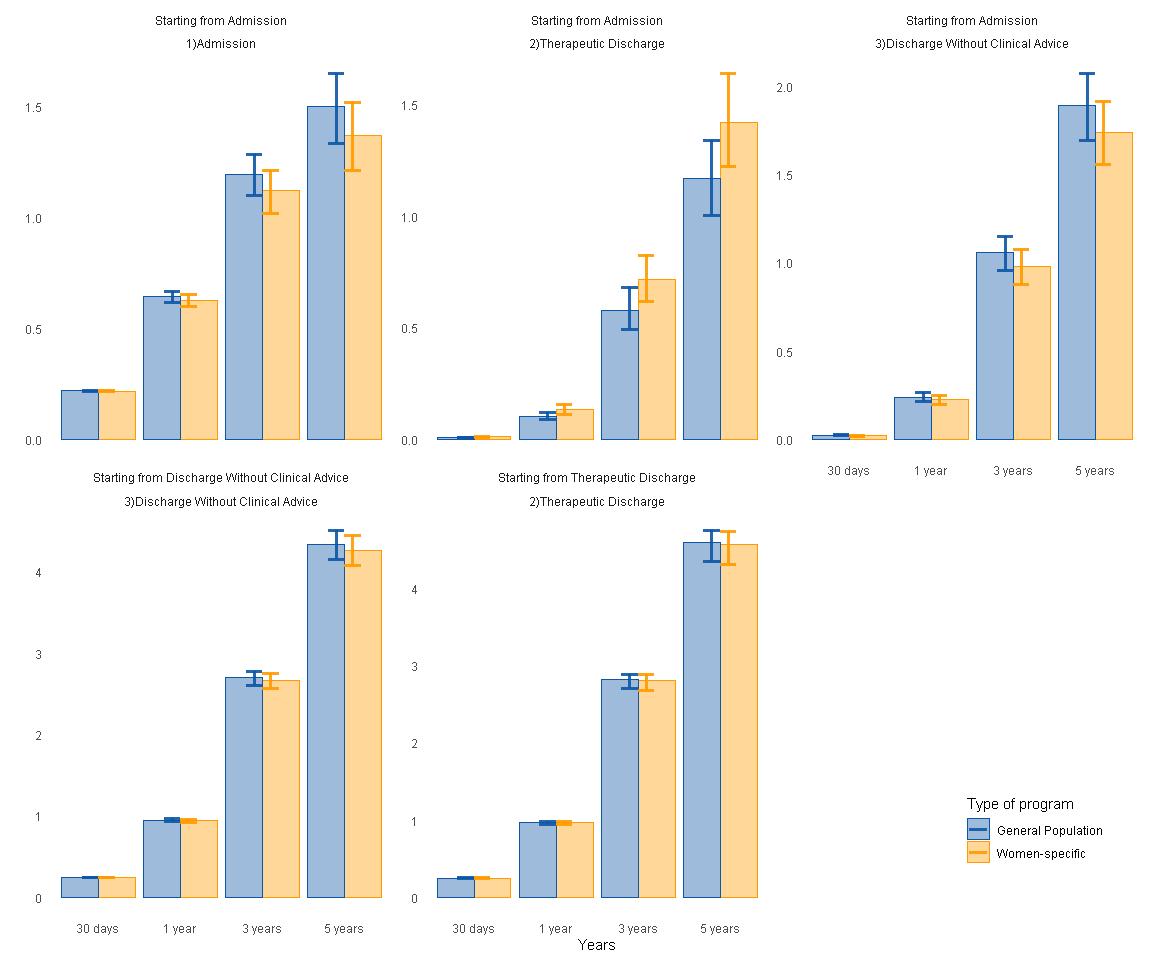 Starting from Admission
1)Admission
1.5
1.0
0.5
0.0
Starting from Admission
2)Therapeutic Discharge
1.5
1.0
0.5
0.0
Starting from Admission
3)Discharge Without Clinical Advice
2.0
1.5
1.0
0.5
0.0
30 days 1 year 3 years 5 years
Starting from Discharge Without Clinical Advice
3)Discharge Without Clinical Advice
4
3
2
1
0
30 days 1 year 3 years 5 years
Starting from Therapeutic Discharge
2)Therapeutic Discharge
4
3
2
1
0
30 days 1 year 3 years 5 years
Years
Type of program
General Population
Women-specific